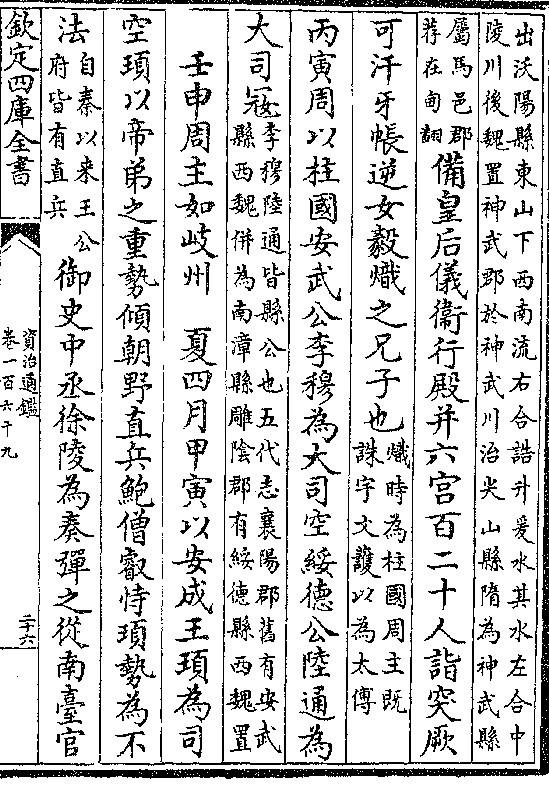 出沃陽縣東山下西南流右合誥升爰水其水左合中
陵川後魏置神武郡於神武川治尖山縣隋為神武縣
屬馬邑郡
荐在甸翻
備皇后儀衞行殿并六宫百二十人詣突厥
可汗牙帳逆女毅熾之兄子也
熾時為柱國周主既
誅宇文護以為太傅
丙寅周以柱國安武公李穆為大司空綏德公陸通為
大司寇
李穆陸通皆縣公也五代志襄陽郡舊有安武
縣西魏併為南漳縣雕陰郡有綏德縣西魏置
壬申周主如岐州　夏四月甲寅以安成王頊為司
空頊以帝弟之重勢傾朝野直兵鮑僧叡恃頊勢為不
法
自秦以来王公
府皆有直兵
御史中丞徐陵為奏彈之從南臺官
欽定四庫全書
資治通鑑
卷一百六十九
二十六